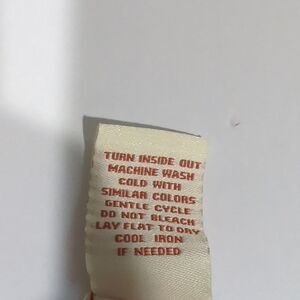 TURN INSIDE OUT
MACHINE WASH
COLD WITH
SIMILAR COLORS
GENTLE CYCLE
DO NOT BLEACH
LAY FLAT TO DRY
COOL IRON
IF NEEDED